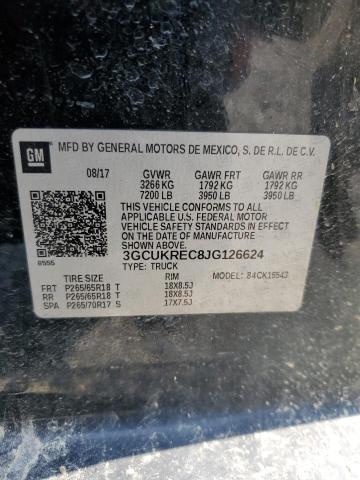 GM MFD BY GENERAL MOTORS DE MEXICO, S. DE R.L. DE C.V.
08/17 GVWR GAWR FRT GAWR RR
3266 KG 1792 KG 1792 KG
7200 LB 3950 LB 3950 LB
THIS VEHICLE CONFORMS TO ALL
APPLICABLE U.S. FEDERAL MOTOR
VEHICLE SAFETY STANDARDS IN EFFECT
ON THE DATE OF MANUFACTURE
SHOWN ABOVE.
3GCUKREC8JG126624
TYPE: TRUCK MODEL:
TIRE SIZE RIM
FRT P265/65R18 T 18X8.5J
RR P265/65R18 T 18X8.5J
SPA P265/70R17 S 17X7.5J